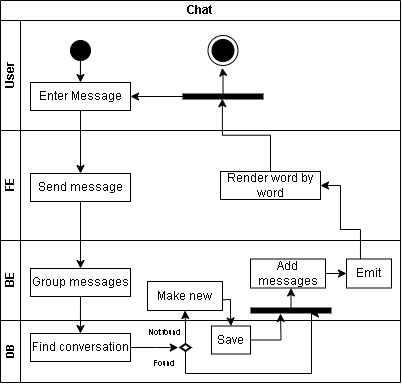 Chat
User
Enter Message
FE
Send message
Render word by
word
BE
Group messages
Make new
Add
messages
Emit
DB
Find conversation
Not found
Found
Save